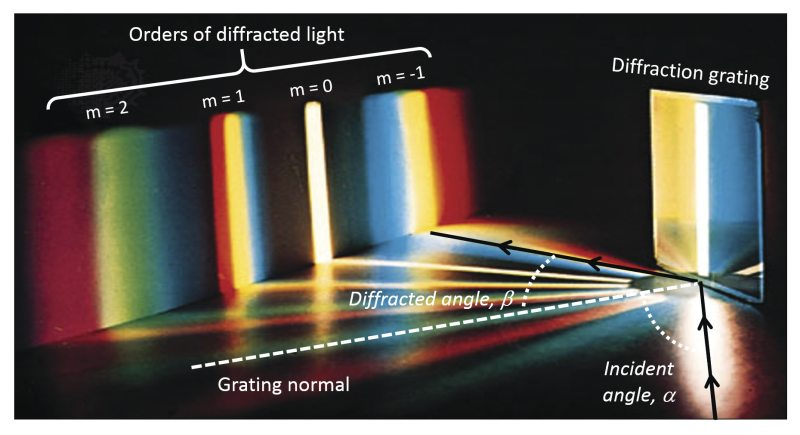 Orders of diffracted light
m = 2
m = 1
m = 0
m = -1
Diffraction grating
Diffracted angle, β
Grating normal
Incident
angle, α